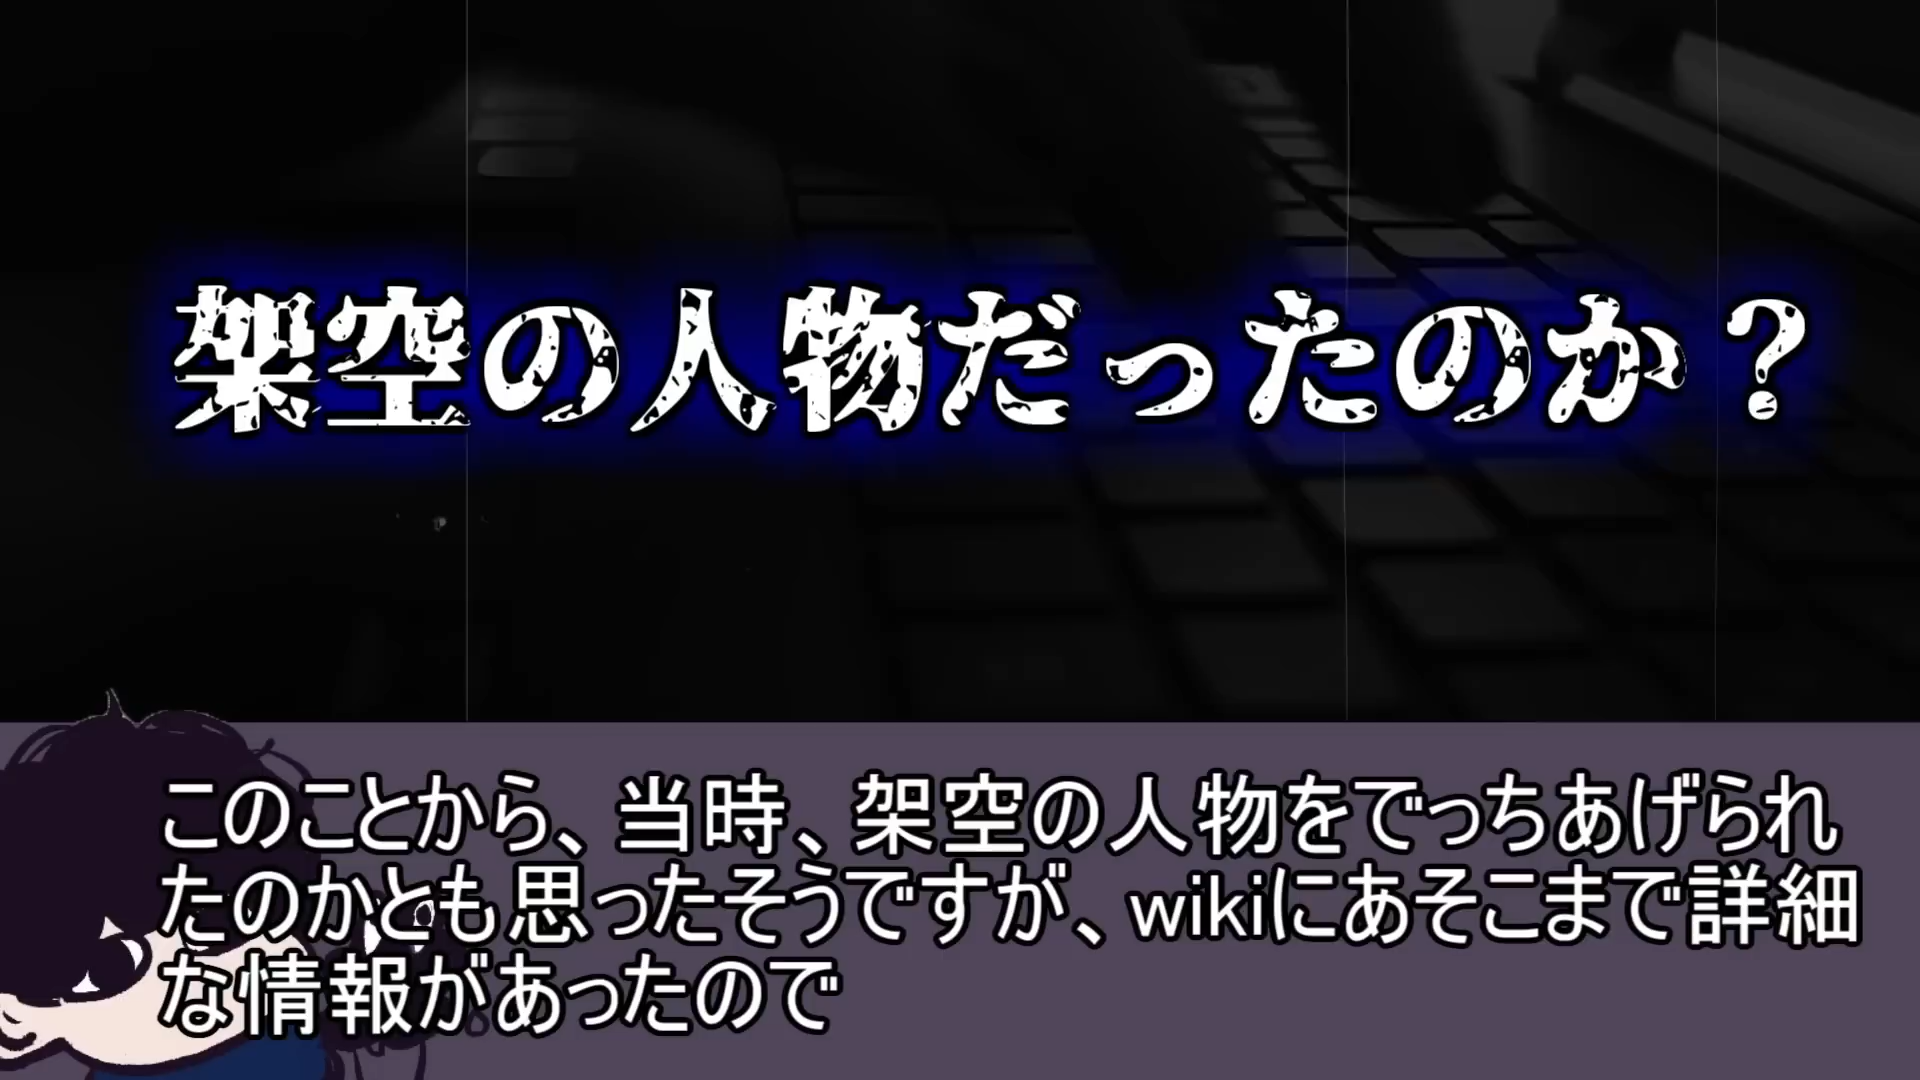 架空の人物だったのか？
このことから、当時、架空の人物をでっちあげられ
たのかとも思ったそうですが、wikiにあそこまで詳細
な情報があったので